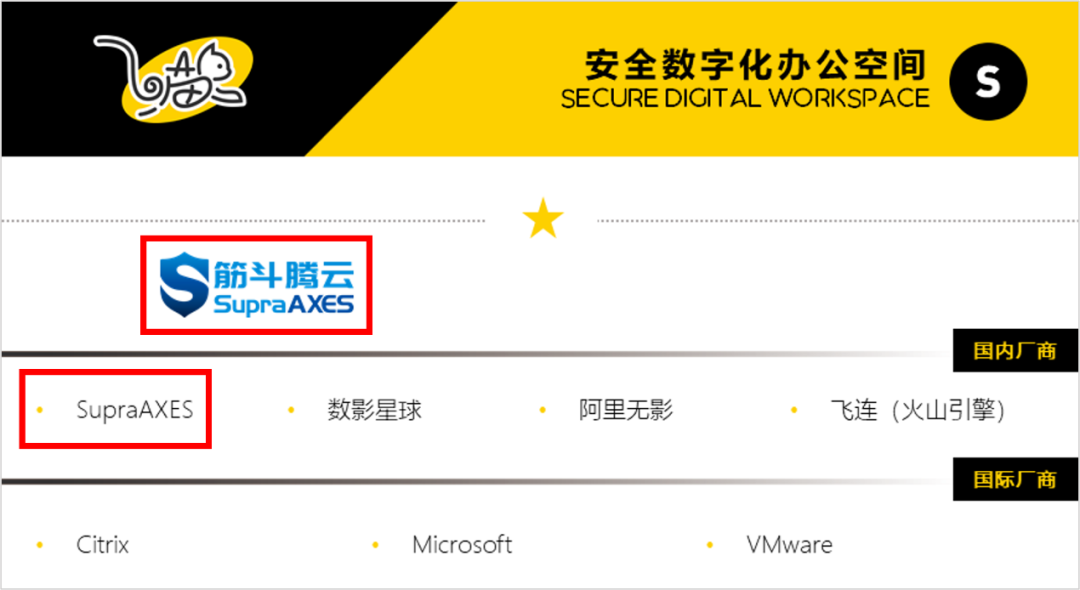 安全数字化办公空间
SECURE DIGITAL WORKSPACE
S
筋斗腾云
SupraAXES
国内厂商
• SupraAXES • 数影星球 • 阿里无影 • 飞连（火山引擎）
国际厂商
• Citrix • Microsoft • VMware